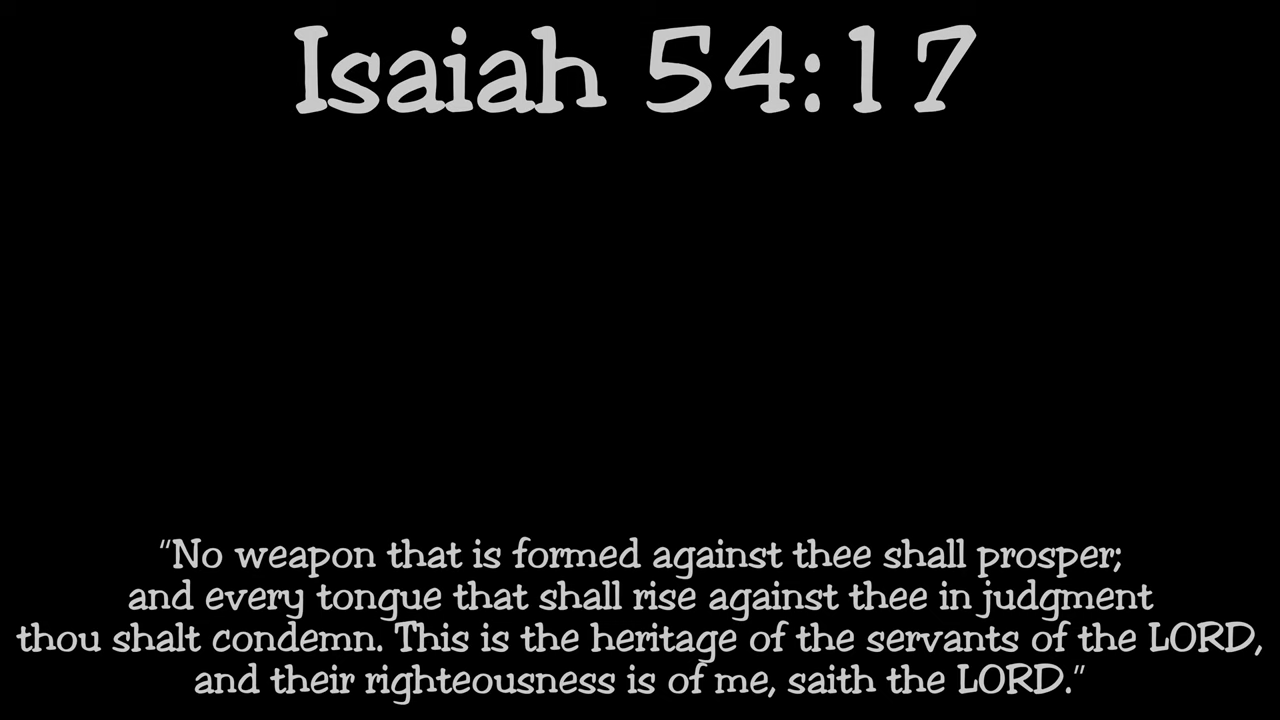 Isaiah 54:17
"No weapon that is formed against thee shall prosper;
and every tongue that shall rise against thee in judgment
thou shalt condemn. This is the heritage of the servants of the LORD,
and their righteousness is of me, saith the LORD."